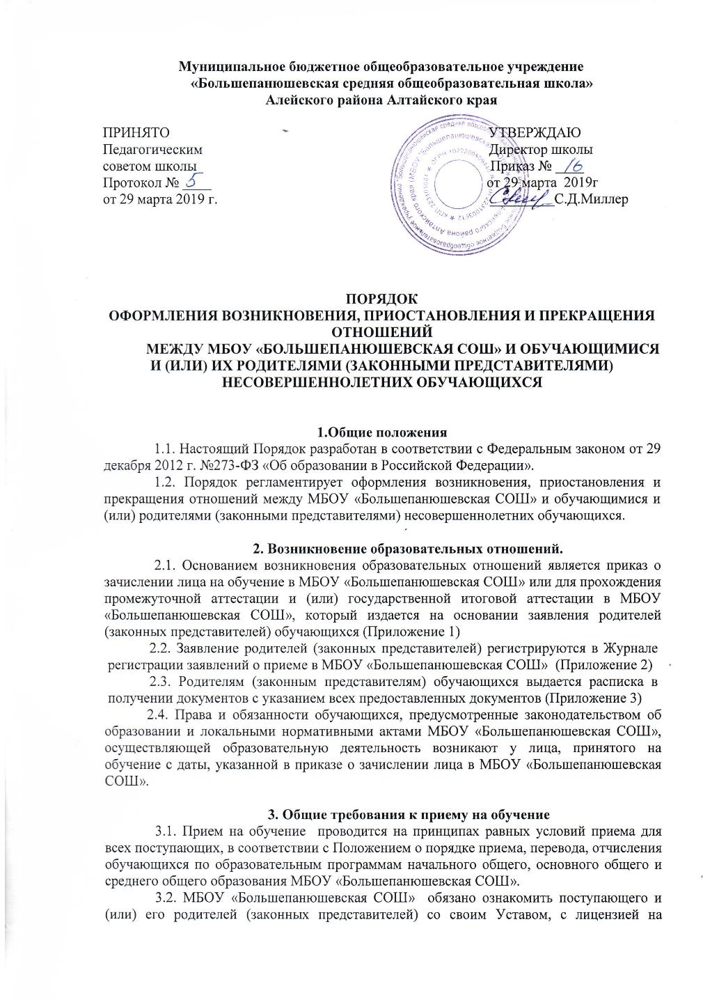 Муниципальное бюджетное общеобразовательное учреждение
«Большепанюшевская средняя общеобразовательная школа»
Алейского района Алтайского края
ПРИНЯТО
Педагогическим
советом школы
Протокол № 5
от 29 марта 2019 г.
УТВЕРЖДАЮ
Директор школы
Приказ № 16
от 29 марта 2019г
С.Д.Миллер
ПОРЯДОК
ОФОРМЛЕНИЯ ВОЗНИКНОВЕНИЯ, ПРИОСТАНОВЛЕНИЯ И ПРЕКРАЩЕНИЯ
ОТНОШЕНИЙ
МЕЖДУ МБОУ «БОЛЬШЕПАНЮШЕВСКАЯ СОШ» И ОБУЧАЮЩИМИСЯ
И (ИЛИ) ИХ РОДИТЕЛЯМИ (ЗАКОННЫМИ ПРЕДСТАВИТЕЛЯМИ)
НЕСОВЕРШЕННОЛЕТНИХ ОБУЧАЮЩИХСЯ
1.Общие положения
1.1. Настоящий Порядок разработан в соответствии с Федеральным законом от 29
декабря 2012 г. №273-ФЗ «Об образовании в Российской Федерации».
1.2. Порядок регламентирует оформления возникновения, приостановления и
прекращения отношений между МБОУ «Большепанюшевская СОШ» и обучающимися и
(или) родителями (законными представителями) несовершеннолетних обучающихся.
2. Возникновение образовательных отношений.
2.1. Основанием возникновения образовательных отношений является приказ о
зачислении лица на обучение в МБОУ «Большепанюшевская СОШ» или для прохождения
промежуточной аттестации и (или) государственной итоговой аттестации в МБОУ
«Большепанюшевская СОШ», который издается на основании заявления родителей
(законных представителей) обучающихся (Приложение 1)
2.2. Заявление родителей (законных представителей) регистрируются в Журнале
регистрации заявлений о приеме в МБОУ «Большепанюшевская СОШ» (Приложение 2)
2.3. Родителям (законным представителям) обучающихся выдается расписка в
получении документов с указанием всех предоставленных документов (Приложение 3)
2.4. Права и обязанности обучающихся, предусмотренные законодательством об
образовании и локальными нормативными актами МБОУ «Большепанюшевская СОШ»,
осуществляющей образовательную деятельность возникают у лица, принятого на
обучение с даты, указанной в приказе о зачислении лица в МБОУ «Большепанюшевская
СОШ».
3. Общие требования к приему на обучение
3.1. Прием на обучение проводится на принципах равных условий приема для
всех поступающих, в соответствии с Положением о порядке приема, перевода, отчисления
обучающихся по образовательным программам начального общего, основного общего и
среднего общего образования МБОУ «Большепанюшевская СОШ».
3.2. МБОУ «Большепанюшевская СОШ» обязано ознакомить поступающего и
(или) его родителей (законных представителей) со своим Уставом, с лицензией на